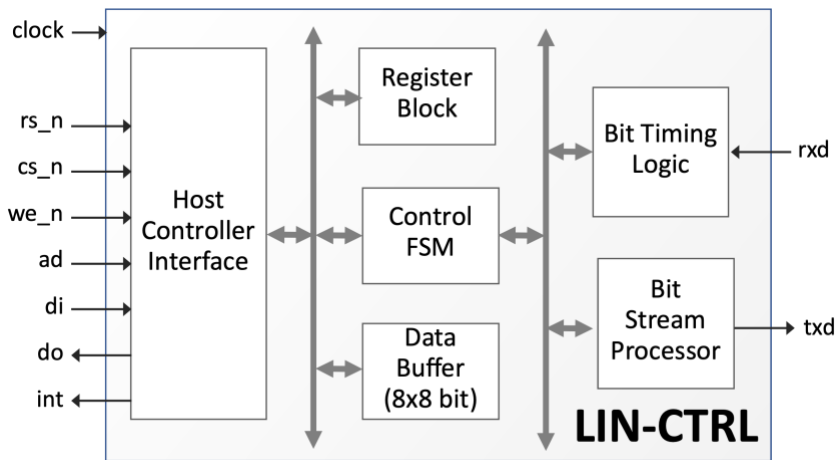 clock
rs_n
cs_n
we_n
ad
di
do
int
Host
Controller
Interface
Register
Block
Control
FSM
Data
Buffer
(8x8 bit)
Bit Timing
Logic
Bit
Stream
Processor
rxd
txd
LIN-CTRL